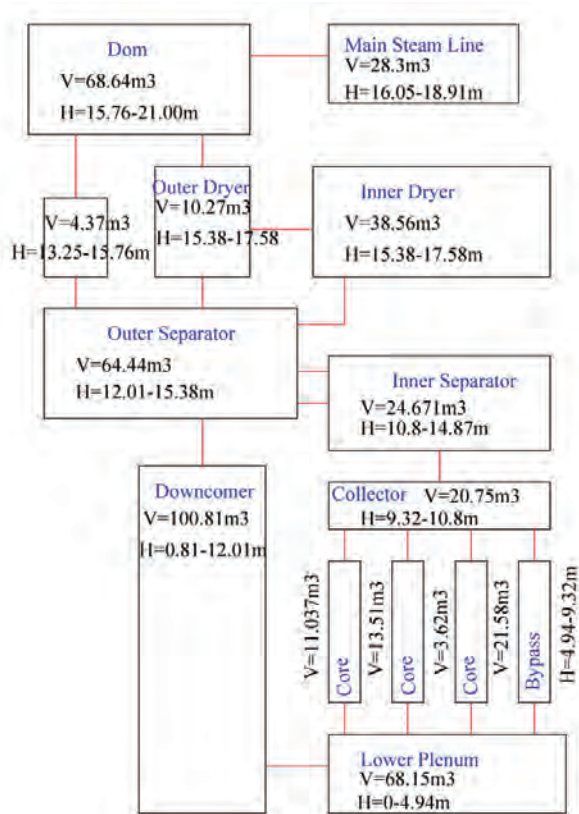 Dom
V=68.64m3
H=15.76-21.00m
Main Steam Line
V=28.3m3
H=16.05-18.91m
V=4.37m3
H=13.25-15.76m
Outer Dryer
V=10.27m3
H=15.38-17.58
Inner Dryer
V=38.56m3
H=15.38-17.58m
Outer Separator
V=64.44m3
H=12.01-15.38m
Inner Separator
V=24.671m3
H=10.8-14.87m
Downcomer
V=100.81m3
H=0.81-12.01m
Collector V=20.75m3
H=9.32-10.8m
V=11.037m3
Core
V=13.51m3
Core
V=3.62m3
Core
V=21.58m3
Bypass
H=4.94-9.32m
Lower Plenum
V=68.15m3
H=0-4.94m